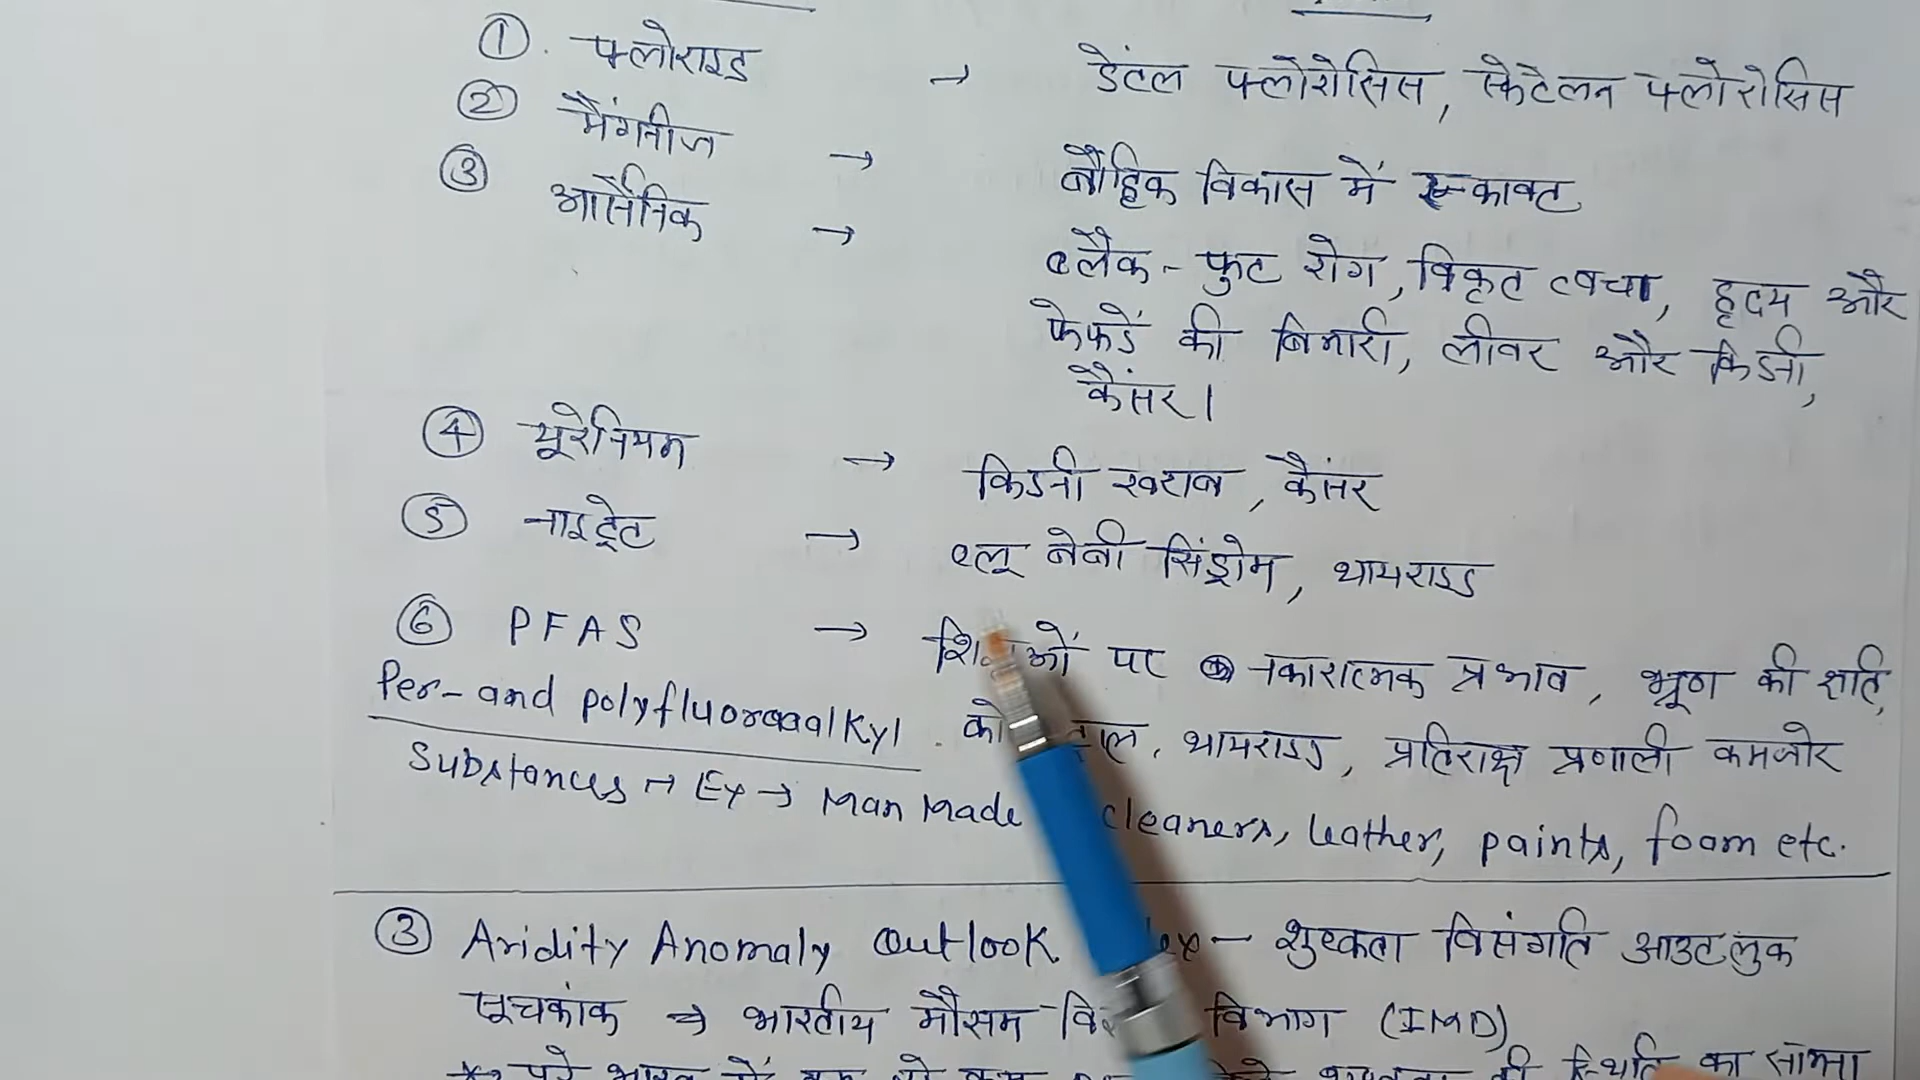 ① फ्लोराइड → डेंटल फ्लोरोसिस, स्केटेलन फ्लोरोसिस
② मैंगनीज → बौद्धिक विकास में रुकावट
③ आर्सेनिक → ब्लैक-फुट रोग, विकृत त्वचा, हृदय और
फेफडें की बिमारी, लीवर और किडनी,
कैंसर।
④ यूरेनियम → किडनी खराब, कैंसर
⑤ नाइट्रेट → ब्लू बेबी सिंड्रोम, थायराइड
⑥ PFAS → पर नकारात्मक प्रभाव, भ्रूण की क्षति,
Per- and polyfluoroaalkyl थायराइड, प्रतिरक्षा प्रणाली कमजोर
Substances → Ex → Man Made cleaners, leather, paints, foam etc.
③ Aridity Anomaly Outlook - शुष्कता विसंगति आउटलुक
सूचकांक → भारतीय मौसम विभाग (IMD)